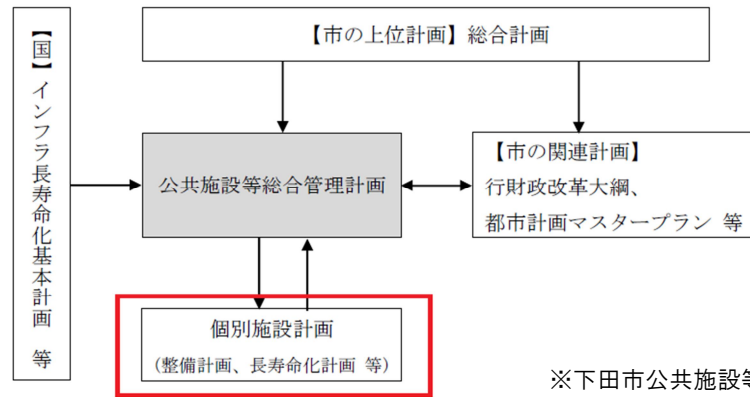 【国】インフラ長寿命化基本計画 等
【市の上位計画】総合計画
公共施設等総合管理計画
【市の関連計画】
行財政改革大綱、
都市計画マスタープラン 等
個別施設計画
(整備計画、長寿命化計画 等)
※下田市公共施設等